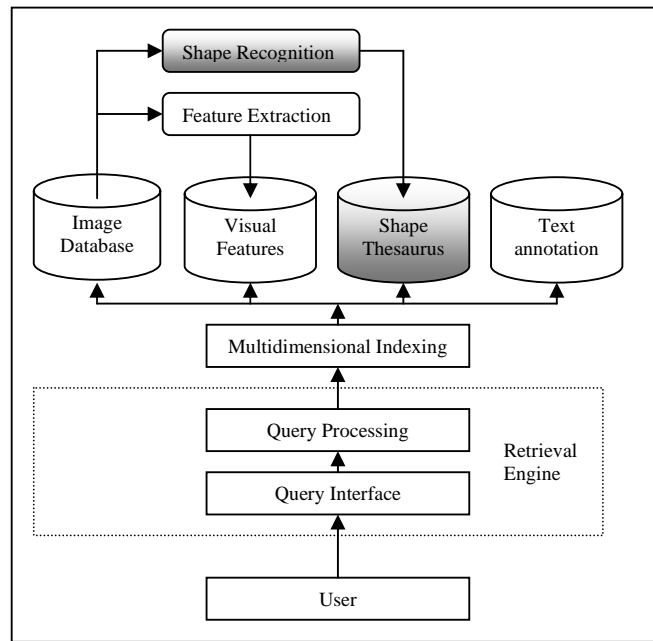 Shape Recognition
Feature Extraction
Image
Database
Visual
Features
Shape
Thesaurus
Text
annotation
Multidimensional Indexing
Query Processing
Retrieval
Engine
Query Interface
User